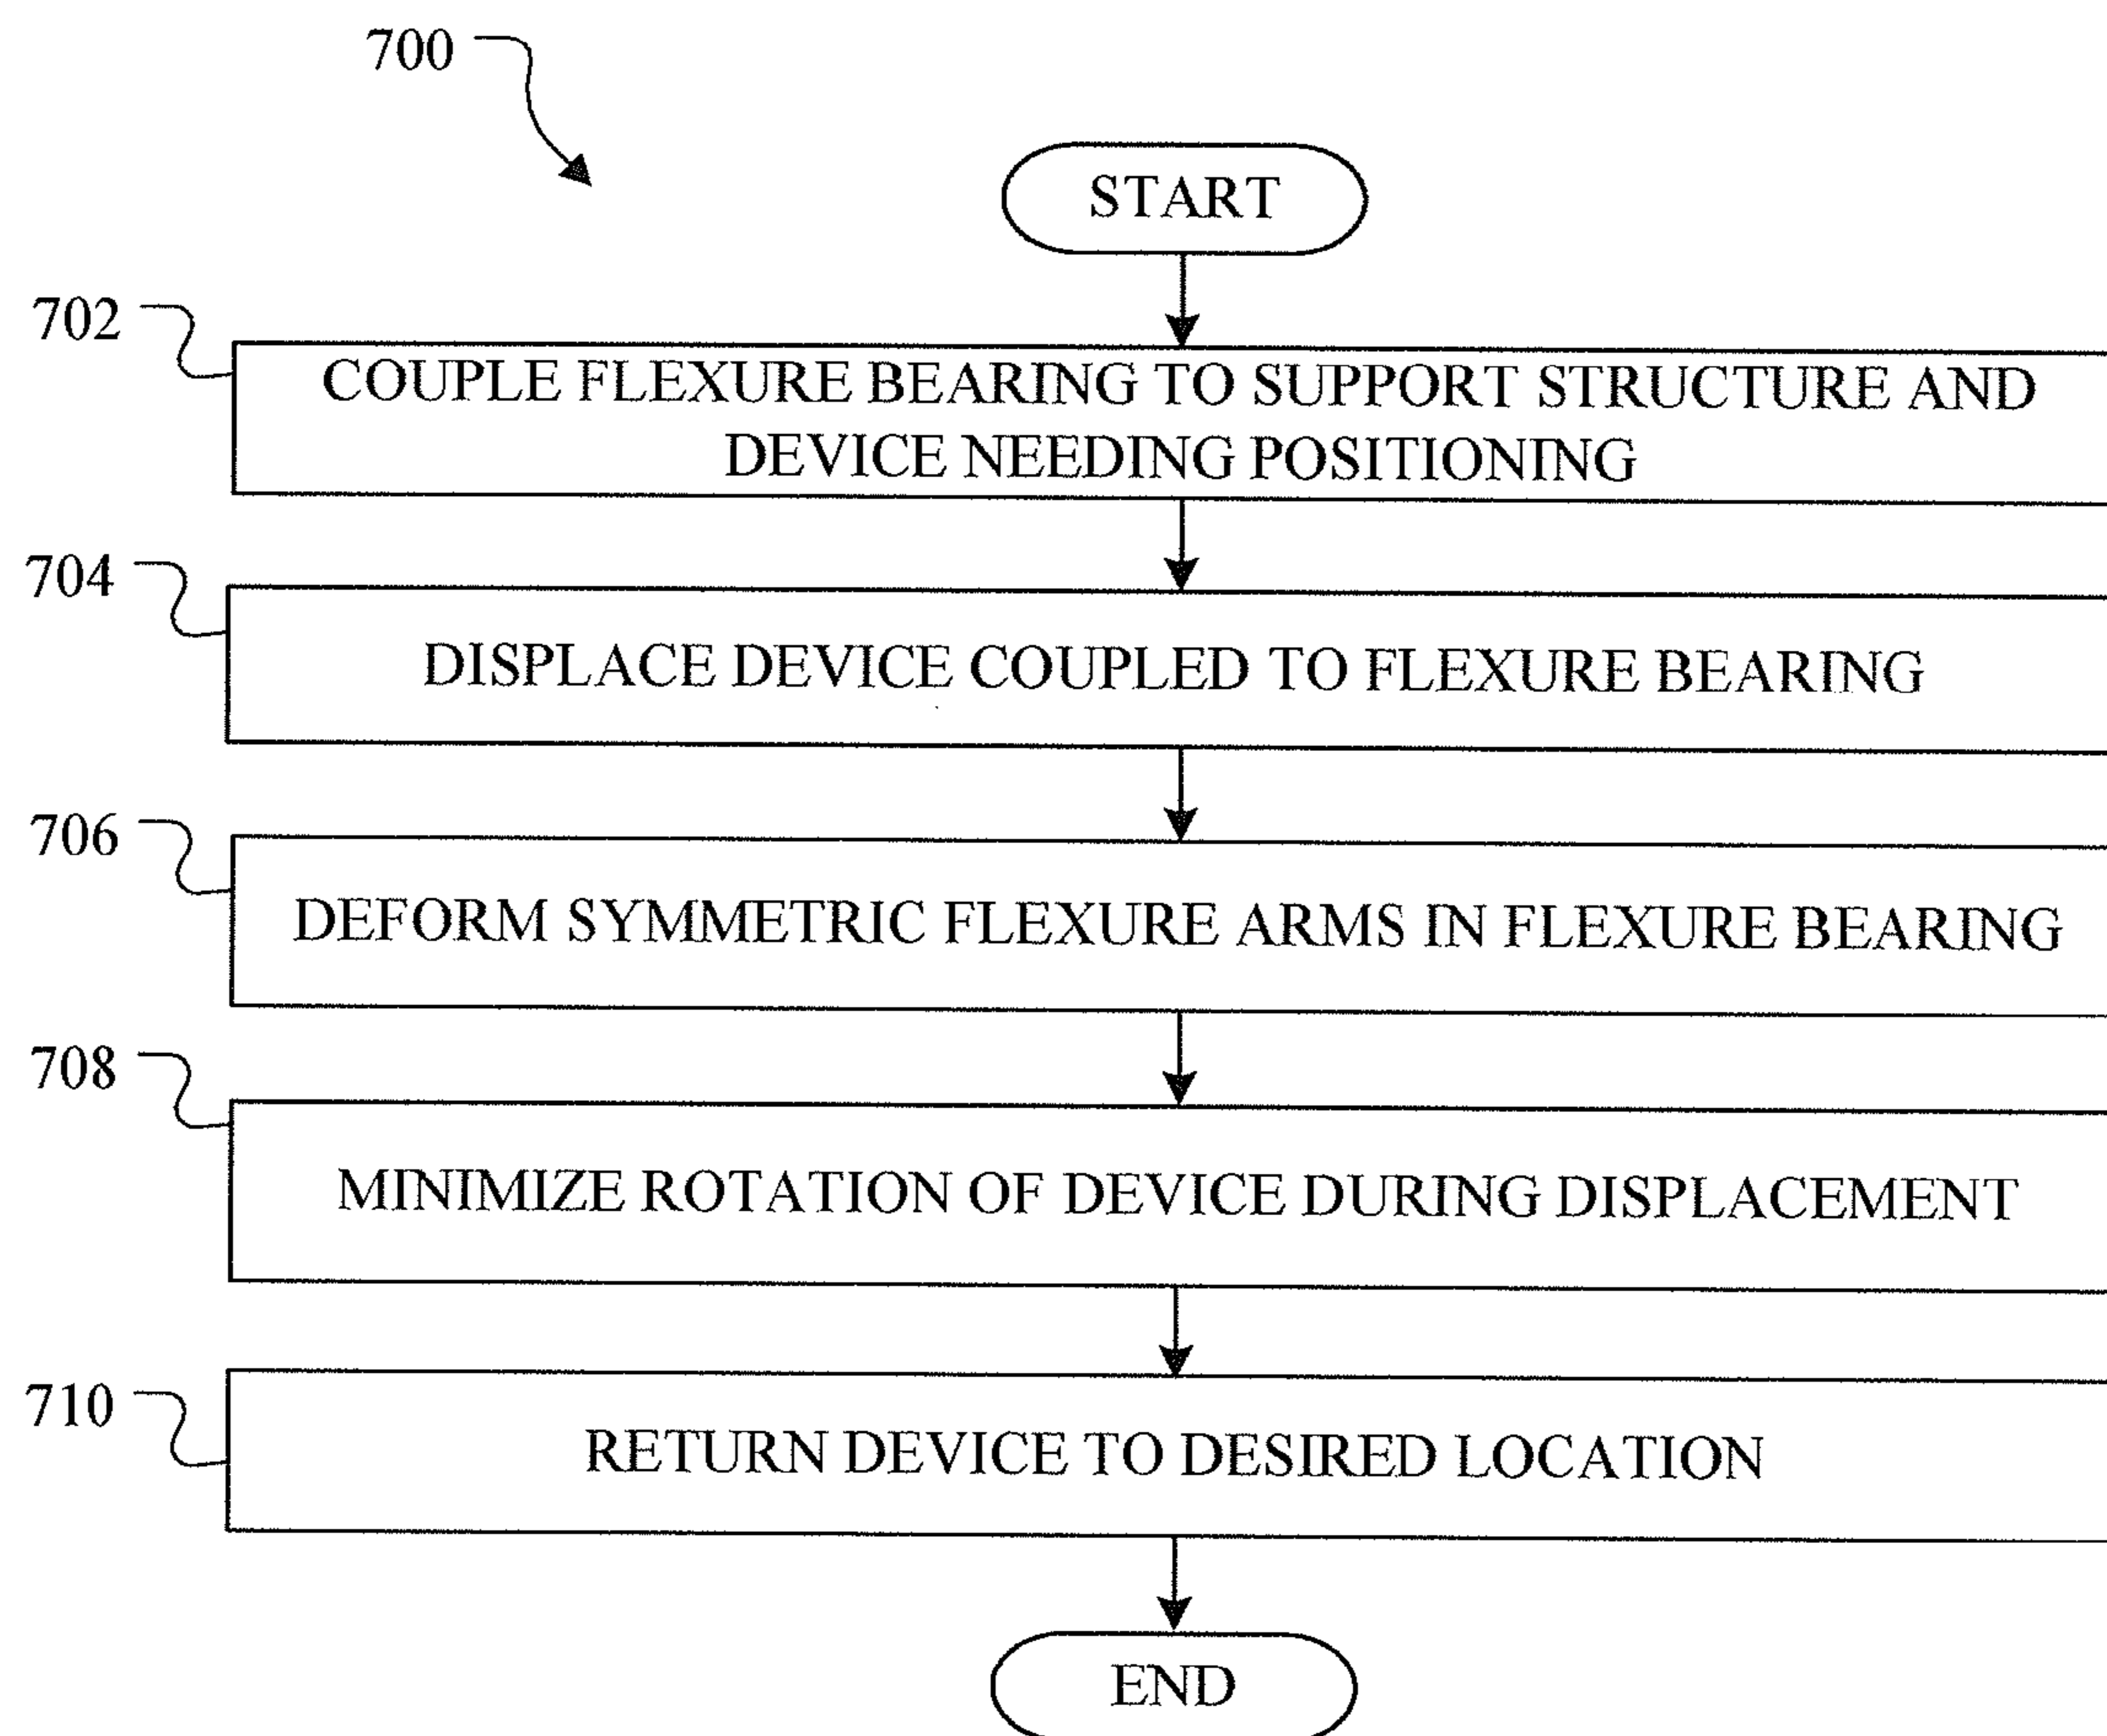 700
START
702
COUPLE FLEXURE BEARING TO SUPPORT STRUCTURE AND
DEVICE NEEDING POSITIONING
704
DISPLACE DEVICE COUPLED TO FLEXURE BEARING
706
DEFORM SYMMETRIC FLEXURE ARMS IN FLEXURE BEARING
708
MINIMIZE ROTATION OF DEVICE DURING DISPLACEMENT
710
RETURN DEVICE TO DESIRED LOCATION
END